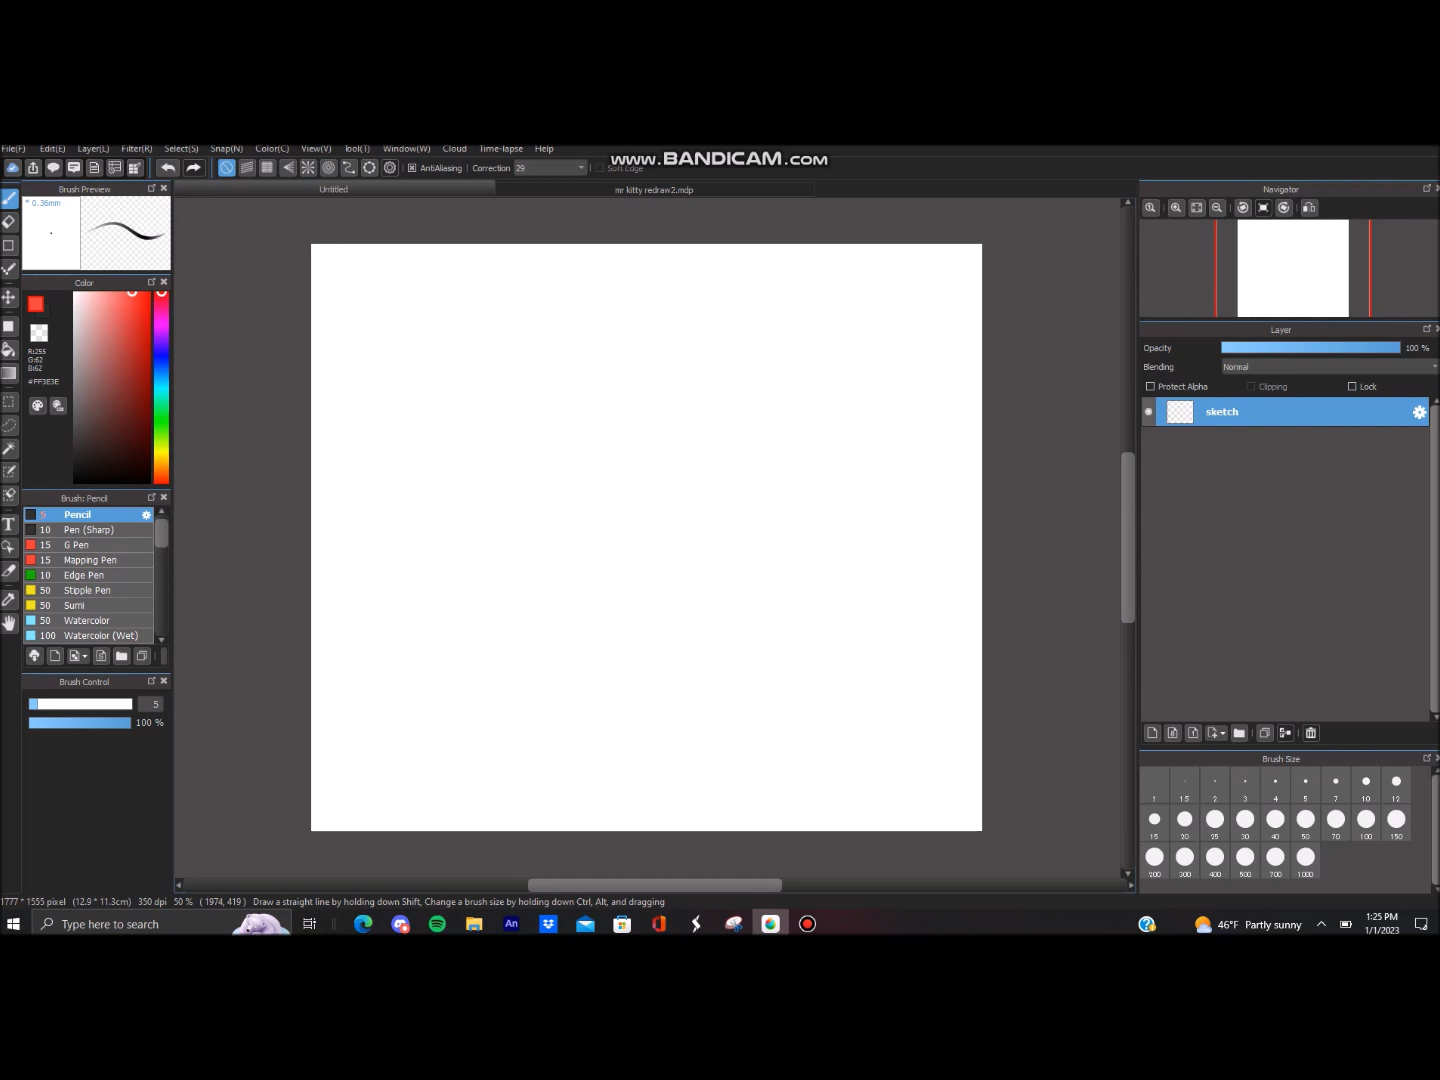 File(F) Edit(E) Layer(L) Filter(K) Select(S) Snap(N) Color(C) View(V) Tool(T) Window(W) Cloud Time-lapse Help
www.BANDICAM.com
AntiAliasing Correction 29 Soft Edge
Brush Preview
Untitled
mr kitty redraw2.mdp
Navigator
* 0.36mm
Color
R:255
G:62
B:62
#FF3E3E
Layer
Opacity 100 %
Blending Normal
Protect Alpha Clipping Lock
sketch
Brush: Pencil
5 Pencil
10 Pen (Sharp)
15 G Pen
15 Mapping Pen
10 Edge Pen
50 Stipple Pen
50 Sumi
50 Watercolor
100 Watercolor (Wet)
Brush Control
5
100 %
Brush Size
1 1.5 2 3 4 5 7 10 12
15 20 25 30 40 50 70 100 150
200 300 400 500 700 1000
1777 * 1555 pixel (12.9 * 11.3cm) 350 dpi 50 % ( 1974, 419 ) Draw a straight line by holding down Shift, Change a brush size by holding down Ctrl, Alt, and dragging
Type here to search
An
46°F Partly sunny
1:25 PM
1/1/2023